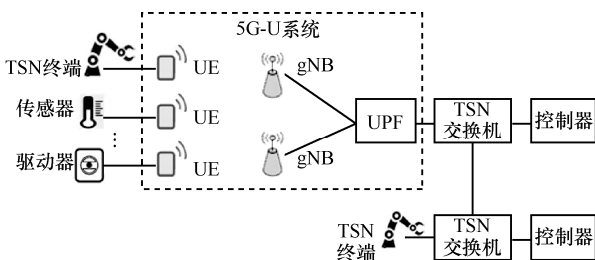 5G-U系统
TSN终端
UE
gNB
传感器
UE
UPF
TSN
交换机
控制器
⋮
驱动器
UE
gNB
TSN
终端
TSN
交换机
控制器